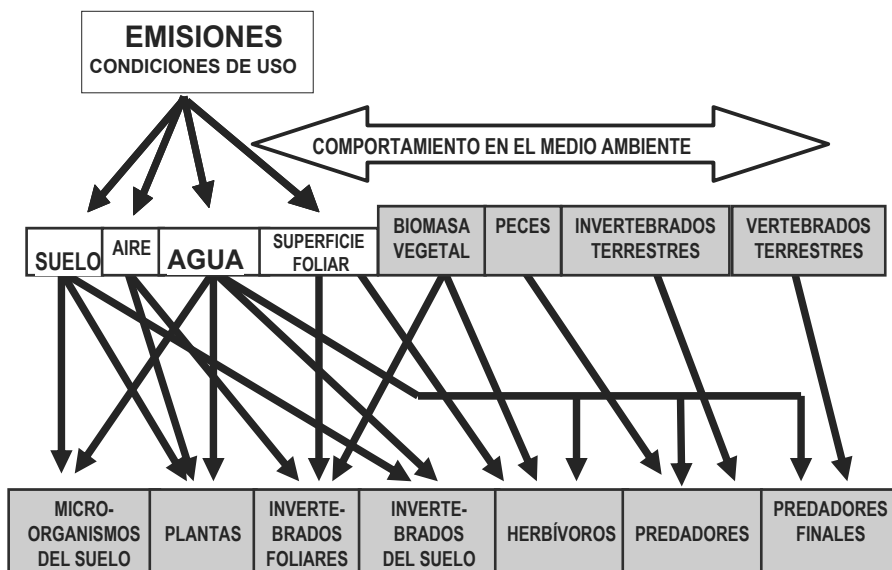 EMISIONES
CONDICIONES DE USO
COMPORTAMIENTO EN EL MEDIO AMBIENTE
SUELO
AIRE
AGUA
SUPERFICIE
FOLIAR
BIOMASA
VEGETAL
PECES
INVERTEBRADOS
TERRESTRES
VERTEBRADOS
TERRESTRES
MICRO-
ORGANISMOS
DEL SUELO
PLANTAS
INVERTE-
BRADOS
FOLIARES
INVERTE-
BRADOS
DEL SUELO
HERBÍVOROS
PREDADORES
PREDADORES
FINALES